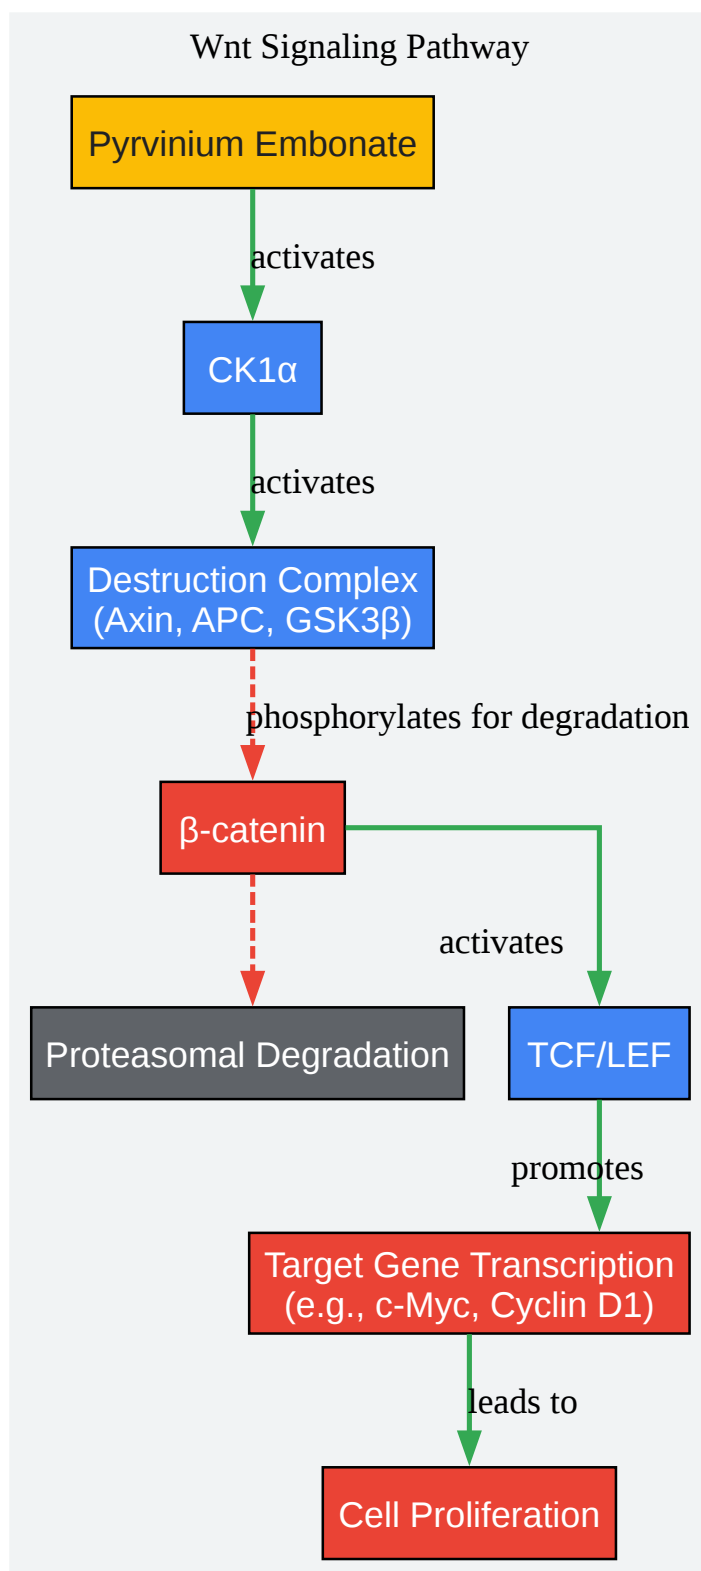 Wnt Signaling Pathway
Pyrvinium Embonate
activates
CK1α
activates
Destruction Complex
(Axin, APC, GSK3β)
phosphorylates for degradation
β-catenin
activates
Proteasomal Degradation
TCF/LEF
promotes
Target Gene Transcription
(e.g., c-Myc, Cyclin D1)
leads to
Cell Proliferation